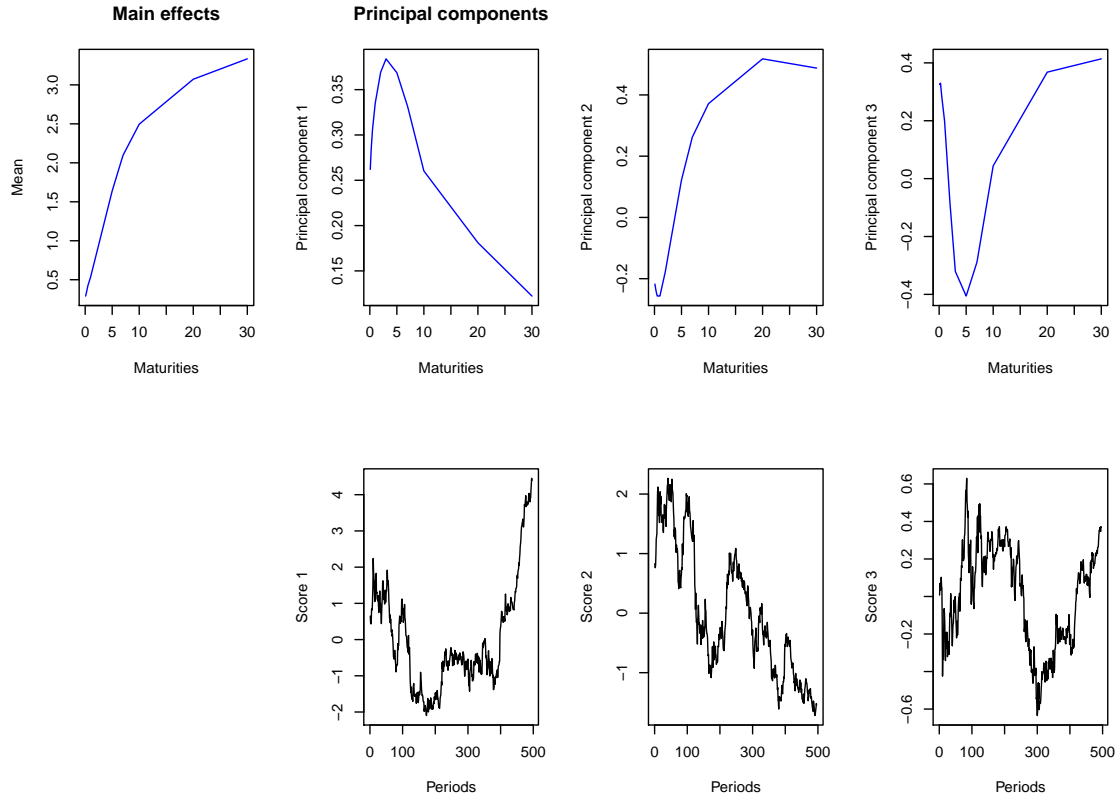 Main effects
Principal components
Mean
0.5 1.0 1.5 2.0 2.5 3.0
0 5 10 20 30
Maturities
Principal component 1
0.15 0.25 0.30 0.35
0 5 10 20 30
Maturities
Principal component 2
−0.2 0.0 0.2 0.4
0 5 10 20 30
Maturities
Principal component 3
−0.4 −0.2 0.0 0.2 0.4
0 5 10 20 30
Maturities
Score 1
−2 −1 0 1 2 3 4
0 100 300 500
Periods
Score 2
−1 0 1 2
0 100 300 500
Periods
Score 3
−0.6 −0.2 0.2 0.4 0.6
0 100 300 500
Periods